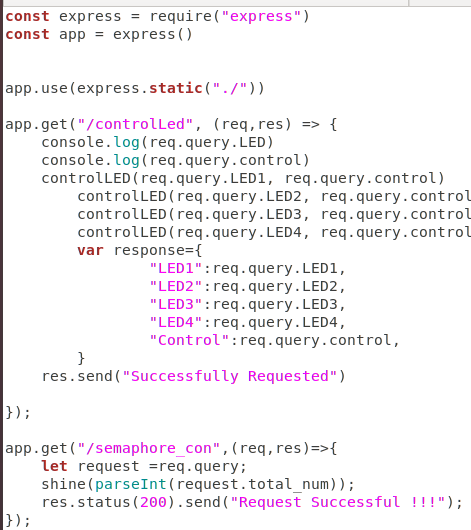 const express = require("express")
const app = express()
app.use(express.static("./"))
app.get("/controlLed", (req,res) => {
console.log(req.query.LED)
console.log(req.query.control)
controlLED(req.query.LED1, req.query.control)
controlLED(req.query.LED2, req.query.control
controlLED(req.query.LED3, req.query.control
controlLED(req.query.LED4, req.query.control
var response={
"LED1":req.query.LED1,
"LED2":req.query.LED2,
"LED3":req.query.LED3,
"LED4":req.query.LED4,
"Control":req.query.control,
}
res.send("Successfully Requested")
});
app.get("/semaphore_con",(req,res)=>{
let request =req.query;
shine(parseInt(request.total_num));
res.status(200).send("Request Successful !!!");
});